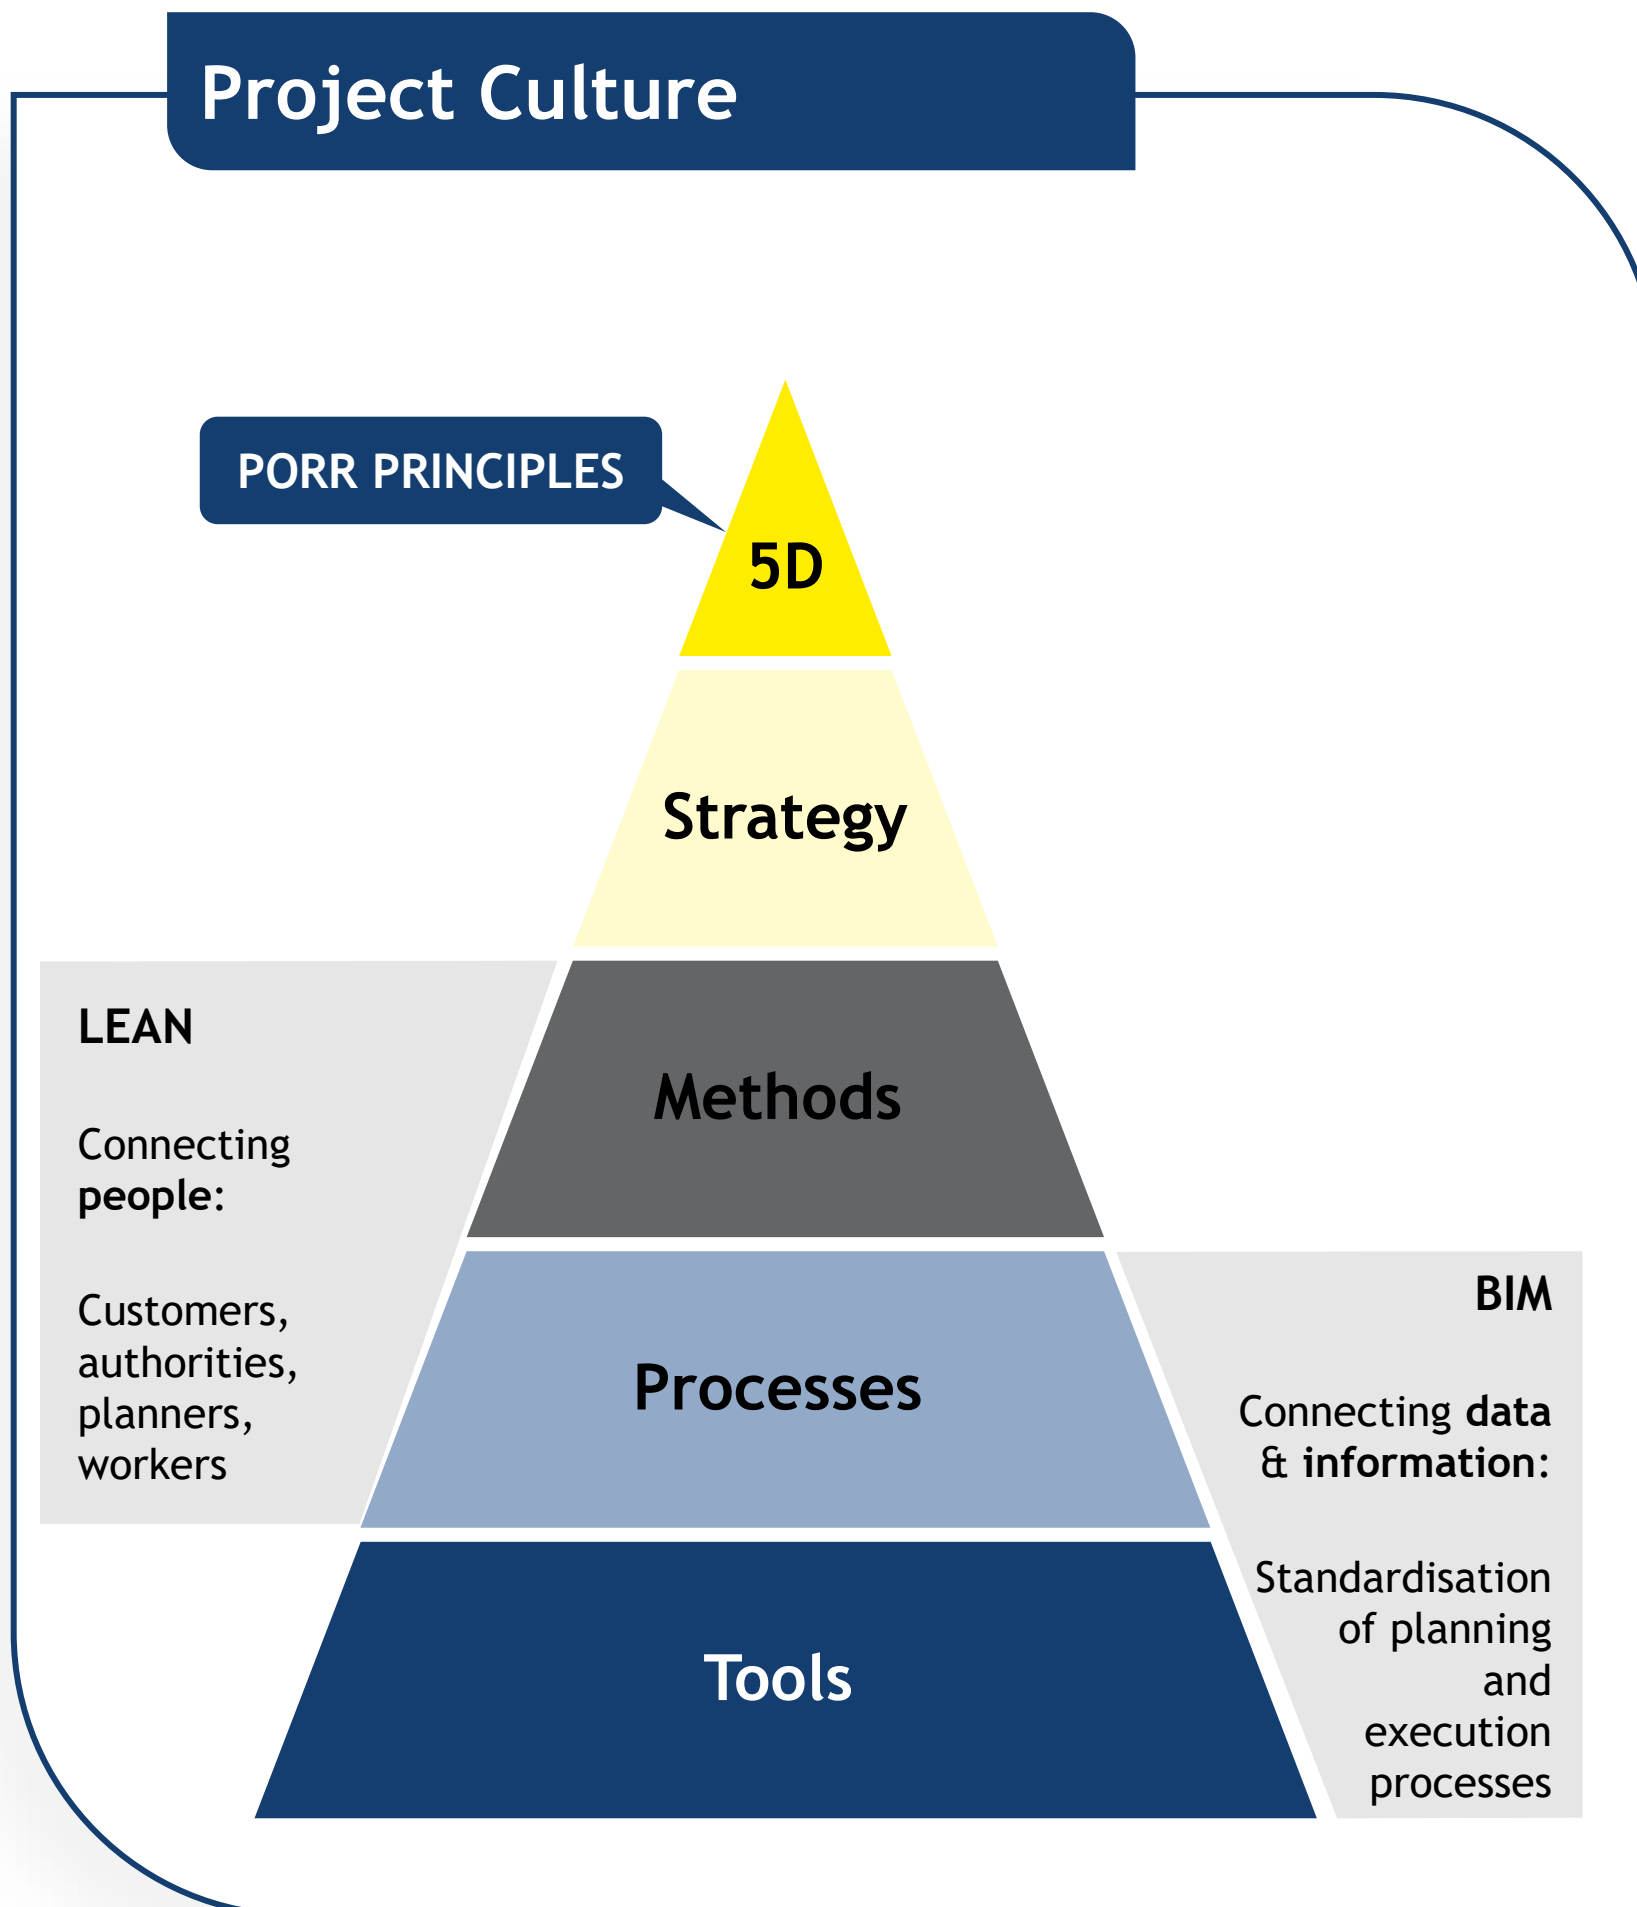 Project Culture
PORR PRINCIPLES
5D
Strategy
LEAN
Connecting
people:
Customers,
authorities,
planners,
workers
Methods
Processes
BIM
Connecting data
& information:
Standardisation
of planning
and
execution
processes
Tools